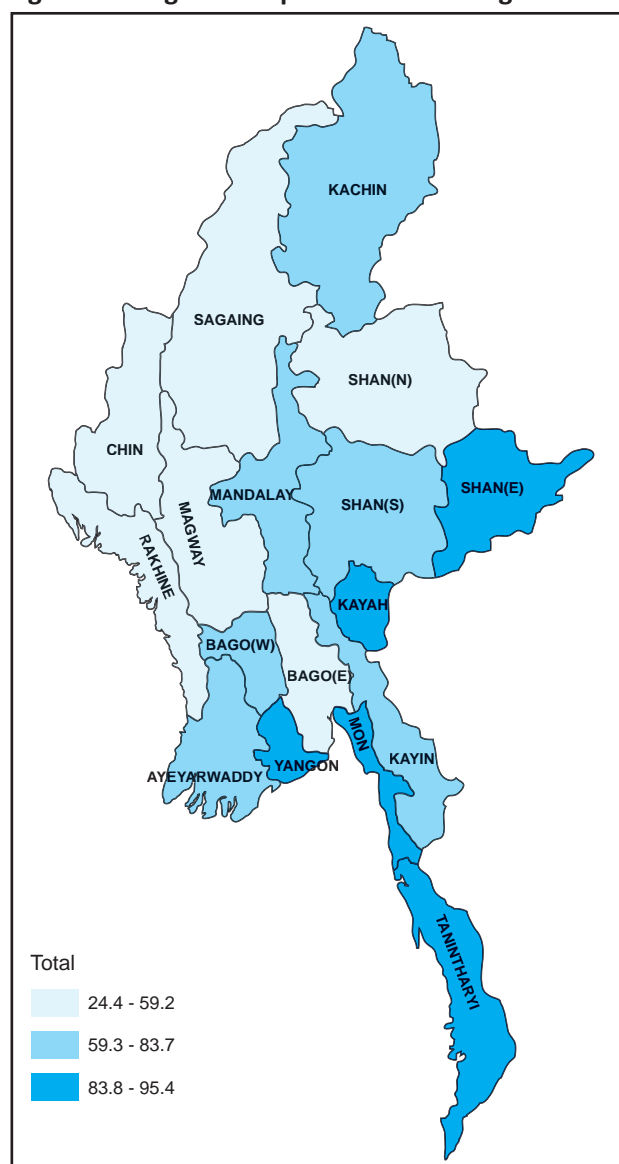 KACHIN
SAGAING
SHAN(N)
CHIN
SHAN(E)
MANDALAY
SHAN(S)
MAGWAY
RAKHINE
KAYAH
BAGO(W)
BAGO(E)
MON
KAYIN
YANGON
AYEYARWADDY
TANINTHARYI
Total
24.4 - 59.2
59.3 - 83.7
83.8 - 95.4